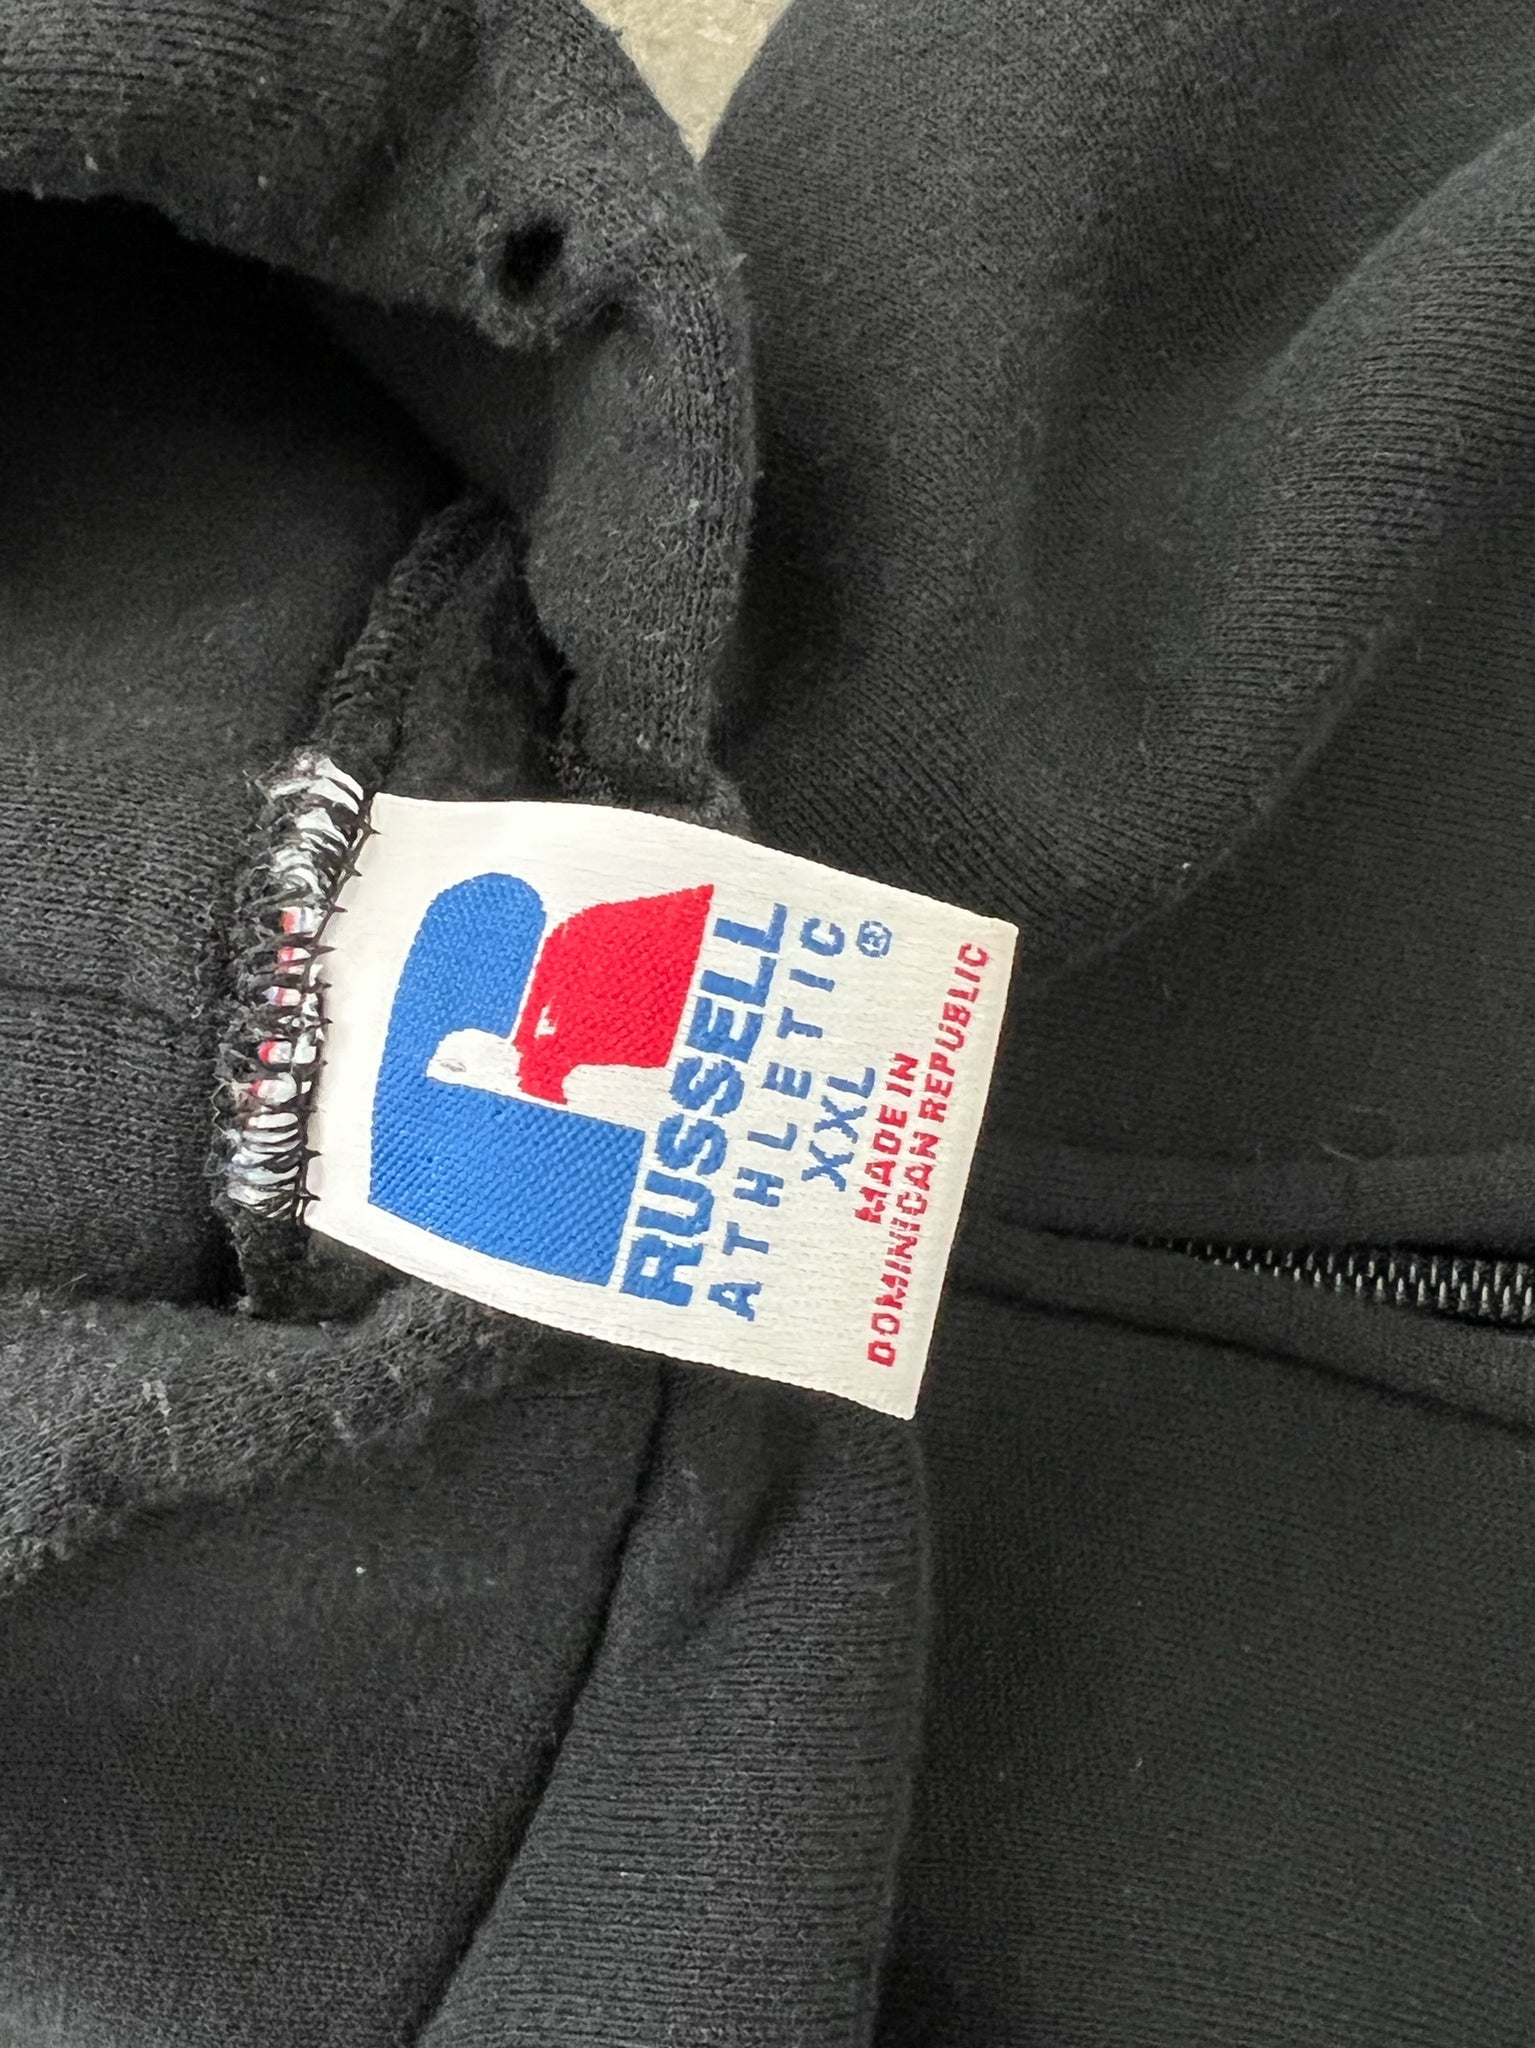 RUSSELL
ATHLETIC®
XXL
MADE IN
DOMINICAN REPUBLIC